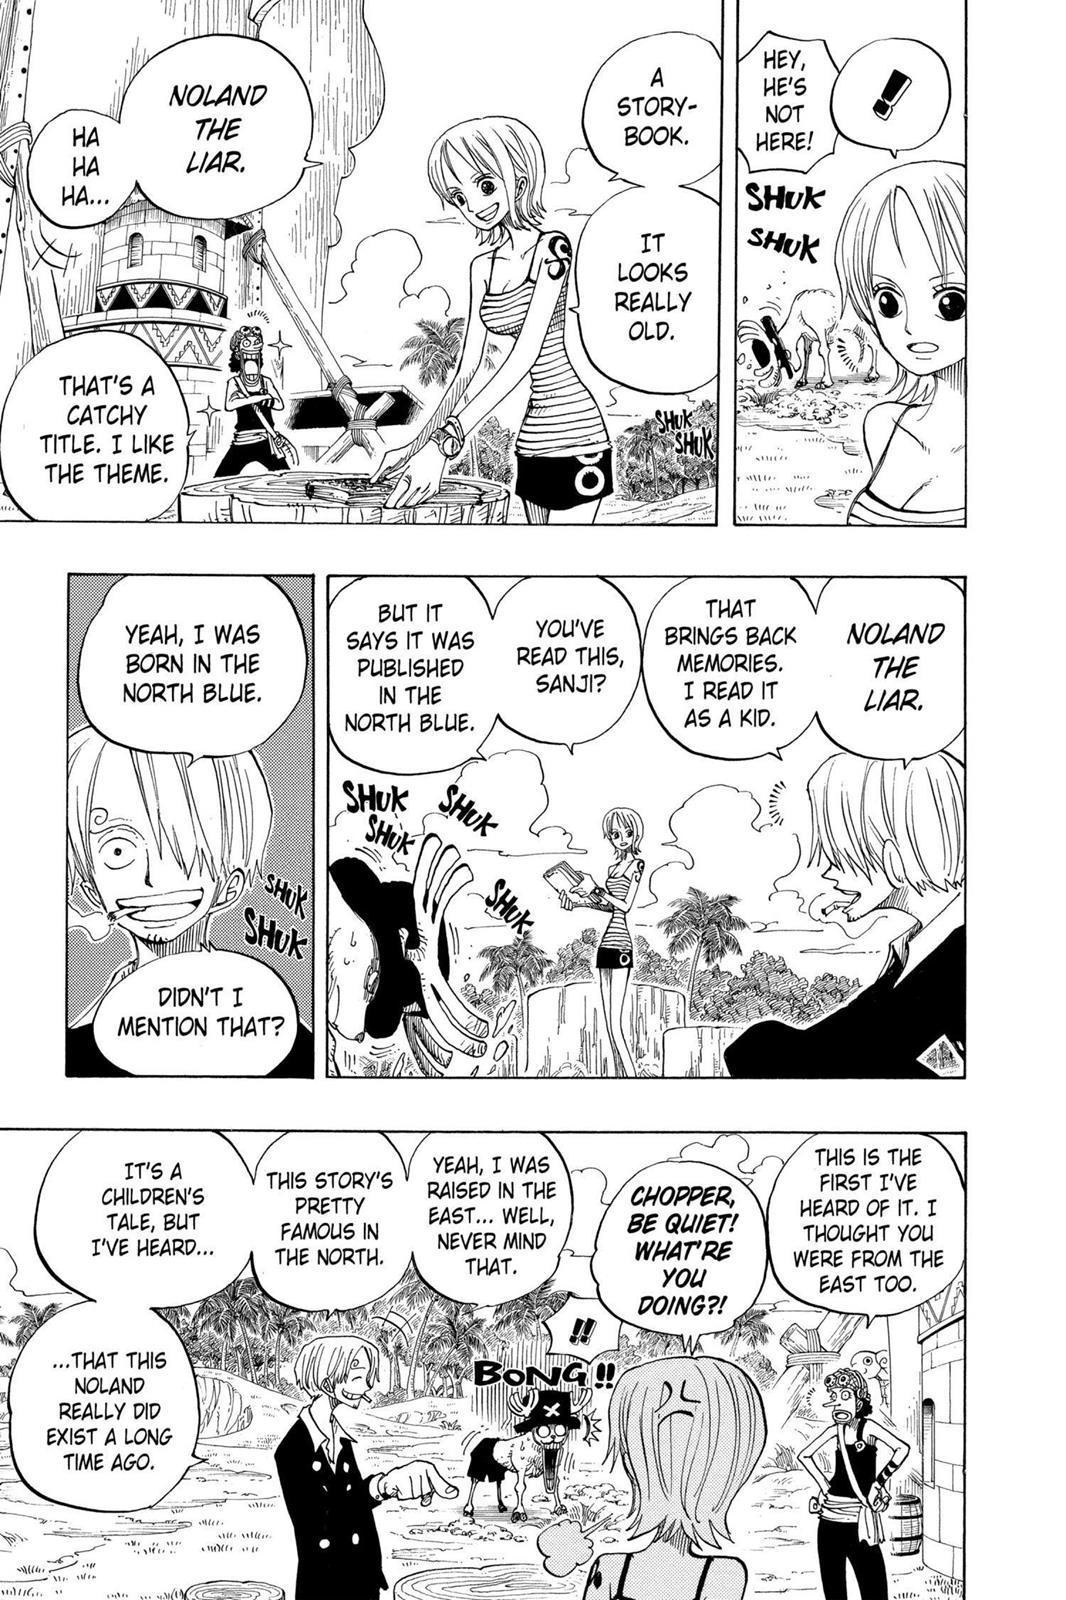 HEY,
HE'S
NOT
HERE!
!
SHUK
SHUK
A
STORY-
BOOK.
IT
LOOKS
REALLY
OLD.
SHUK
SHUK
NOLAND
THE
LIAR.
HA
HA
HA...
THAT'S A
CATCHY
TITLE. I LIKE
THE THEME.
NOLAND
THE
LIAR.
THAT
BRINGS BACK
MEMORIES.
I READ IT
AS A KID.
YOU'VE
READ THIS,
SANJI?
BUT IT
SAYS IT WAS
PUBLISHED
IN THE
NORTH BLUE.
SHUK
SHUK
SHUK
SHUK
YEAH, I WAS
BORN IN THE
NORTH BLUE.
SHUK
SHUK
DIDN'T I
MENTION THAT?
THIS IS THE
FIRST I'VE
HEARD OF IT. I
THOUGHT YOU
WERE FROM THE
EAST TOO.
CHOPPER,
BE QUIET!
WHAT'RE
YOU
DOING?!
!!
BONG!!
YEAH, I WAS
RAISED IN THE
EAST... WELL,
NEVER MIND
THAT.
THIS STORY'S
PRETTY
FAMOUS IN
THE NORTH.
IT'S A
CHILDREN'S
TALE, BUT
I'VE HEARD...
...THAT THIS
NOLAND
REALLY DID
EXIST A LONG
TIME AGO.